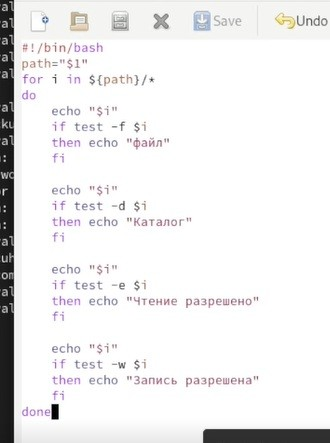 Save
Undo
#!/bin/bash
path="$1"
for i in ${path}/*
do
echo "$i"
if test -f $i
then echo "файл"
fi
echo "$i"
if test -d $i
then echo "Каталог"
fi
echo "$i"
if test -e $i
then echo "Чтение разрешено"
fi
echo "$i"
if test -w $i
then echo "Запись разрешена"
fi
done